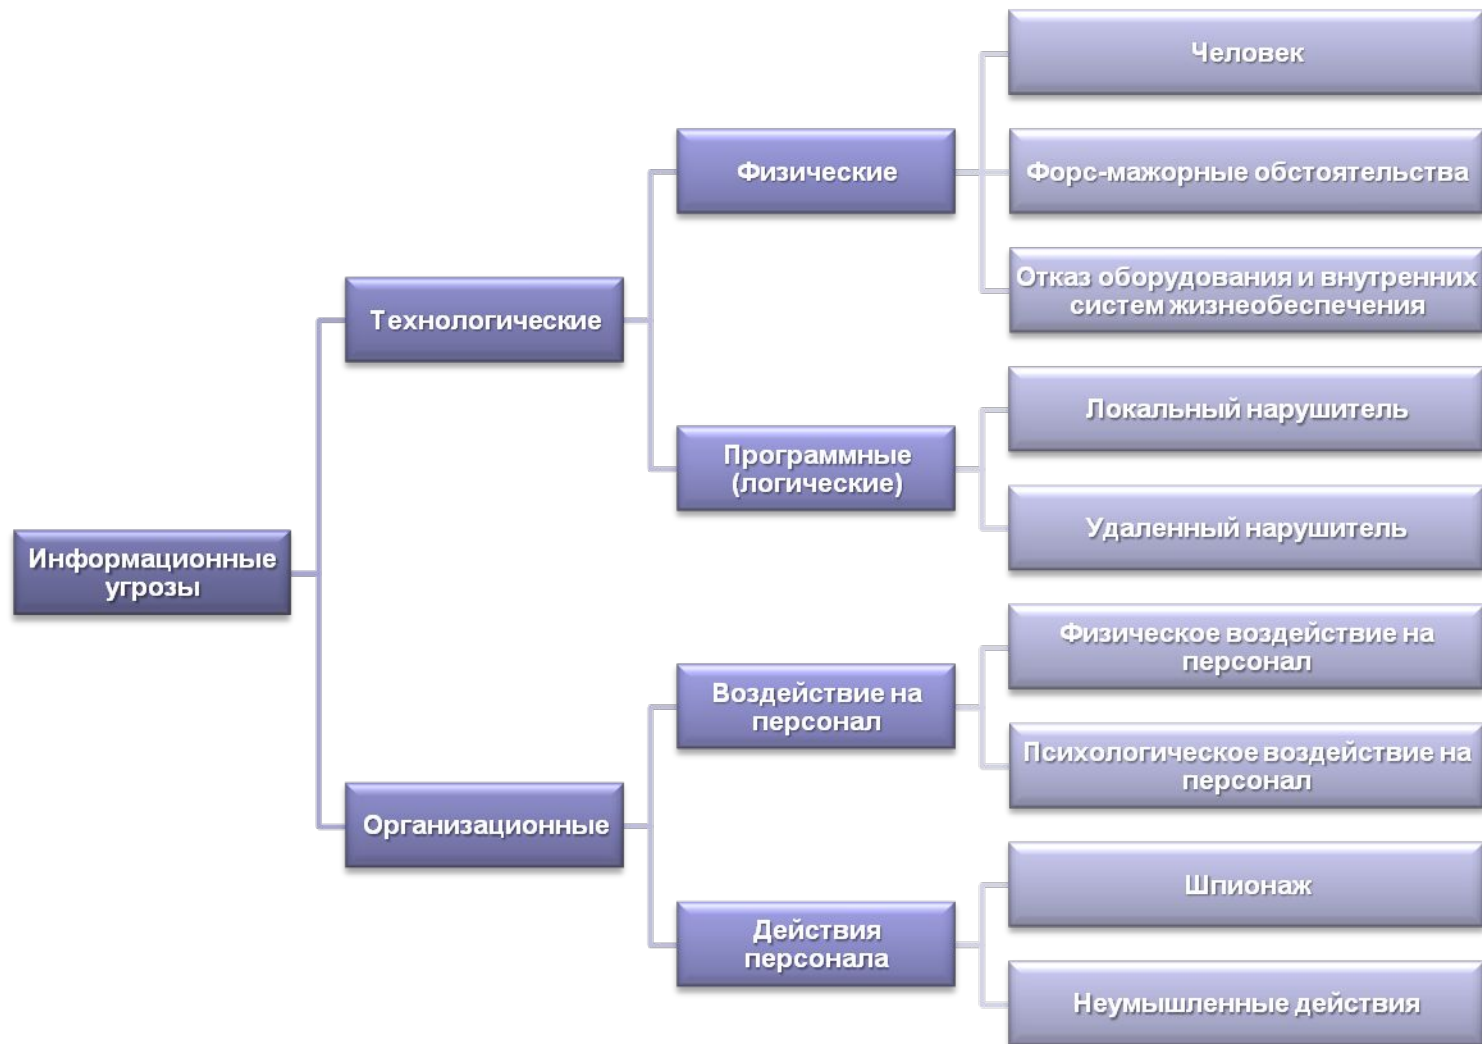 Человек
Физические
Форс-мажорные обстоятельства
Отказ оборудования и внутренних
систем жизнеобеспечения
Технологические
Локальный нарушитель
Программные
(логические)
Удаленный нарушитель
Информационные
угрозы
Физическое воздействие на
персонал
Воздействие на
персонал
Психологическое воздействие на
персонал
Организационные
Шпионаж
Действия
персонала
Неумышленные действия